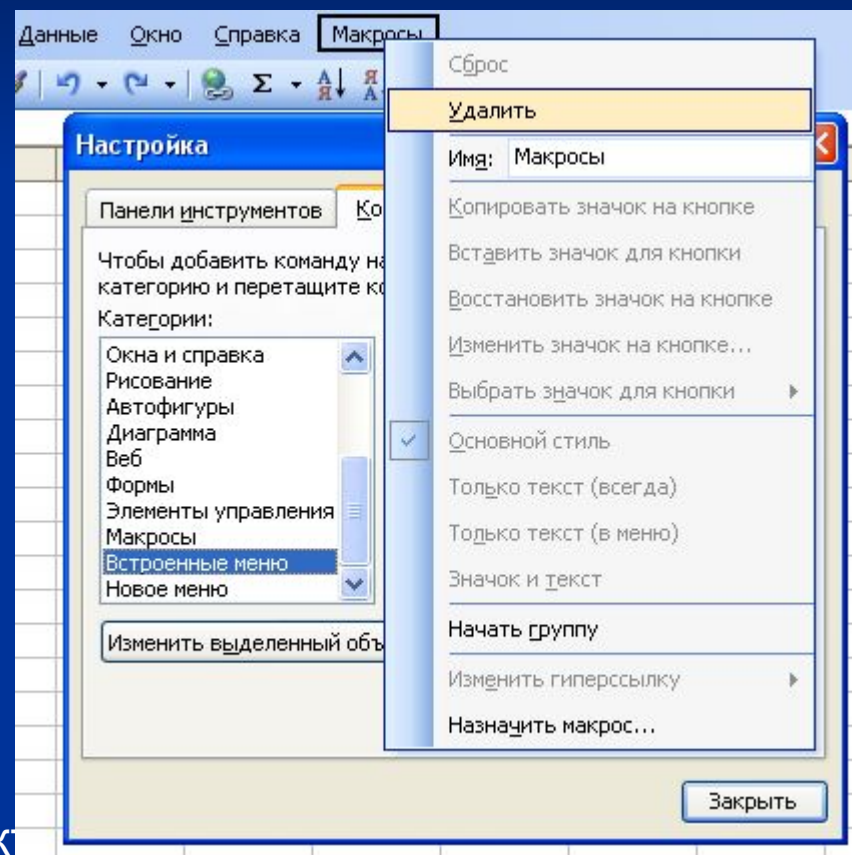 Данные Окно Справка Макросы
Настройка
Панели инструментов Ко
Чтобы добавить команду на
категорию и перетащите ко
Категории:
Окна и справка
Рисование
Автофигуры
Диаграмма
Веб
Формы
Элементы управления
Макросы
Встроенные меню
Новое меню
Изменить выделенный объ
Сброс
Удалить
Имя: Макросы
Копировать значок на кнопке
Вставить значок для кнопки
Восстановить значок на кнопке
Изменить значок на кнопке...
Выбрать значок для кнопки
Основной стиль
Только текст (всегда)
Только текст (в меню)
Значок и текст
Начать группу
Изменить гиперссылку
Назначить макрос...
Закрыть